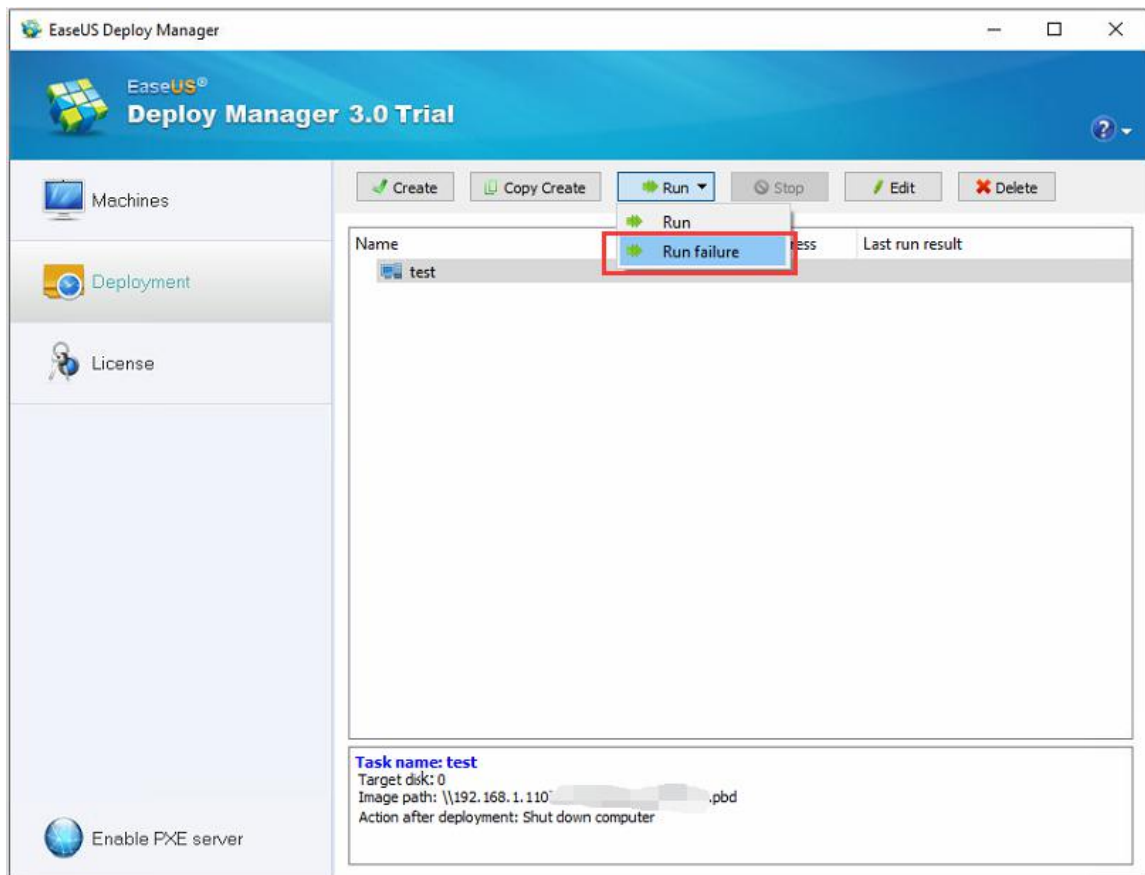 EaseUS Deploy Manager
EaseUS®
Deploy Manager 3.0 Trial
Machines
Deployment
License
Enable PXE server
Create Copy Create Run Stop Edit Delete
Run
Run failure
Name ress Last run result
test
Task name: test
Target disk: 0
Image path: \\192.168.1.110 .pbd
Action after deployment: Shut down computer